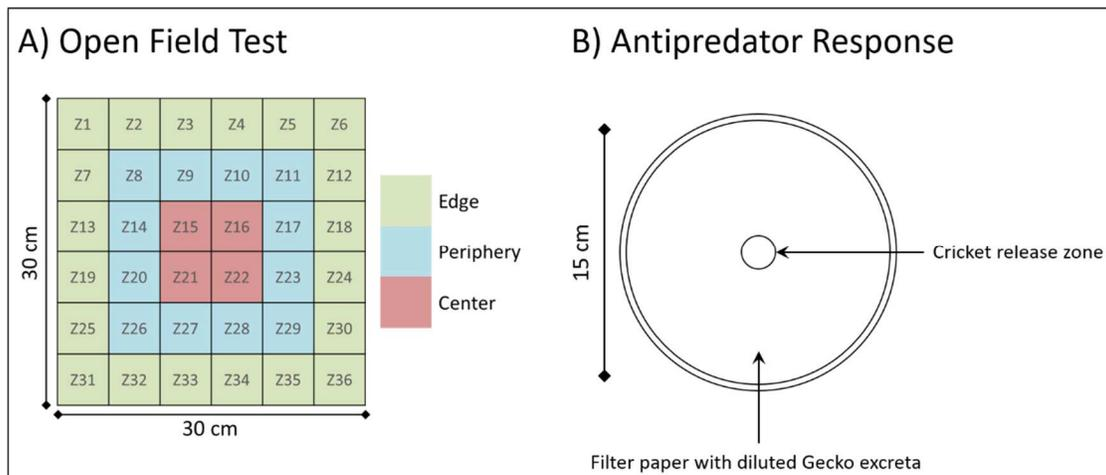 A) Open Field Test
30 cm
Z1 Z2 Z3 Z4 Z5 Z6
Z7 Z8 Z9 Z10 Z11 Z12
Z13 Z14 Z15 Z16 Z17 Z18
Z19 Z20 Z21 Z22 Z23 Z24
Z25 Z26 Z27 Z28 Z29 Z30
Z31 Z32 Z33 Z34 Z35 Z36
30 cm
Edge
Periphery
Center
B) Antipredator Response
15 cm
Cricket release zone
Filter paper with diluted Gecko excreta